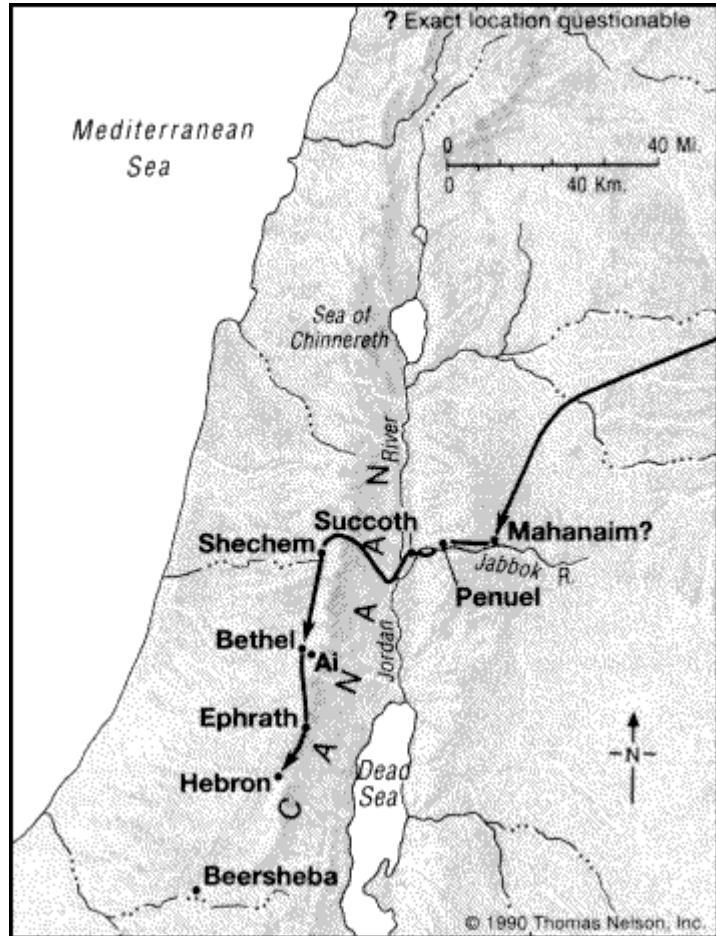 ? Exact location questionable
Mediterranean
Sea
0 40 Mi.
0 40 Km.
Sea of
Chinnereth
River
Succoth
Shechem
Mahanaim?
Jabbok R.
Penuel
Bethel
Ai
Jordan
CANAAN
Ephrath
N
Hebron
Dead
Sea
Beersheba
© 1990 Thomas Nelson, Inc.